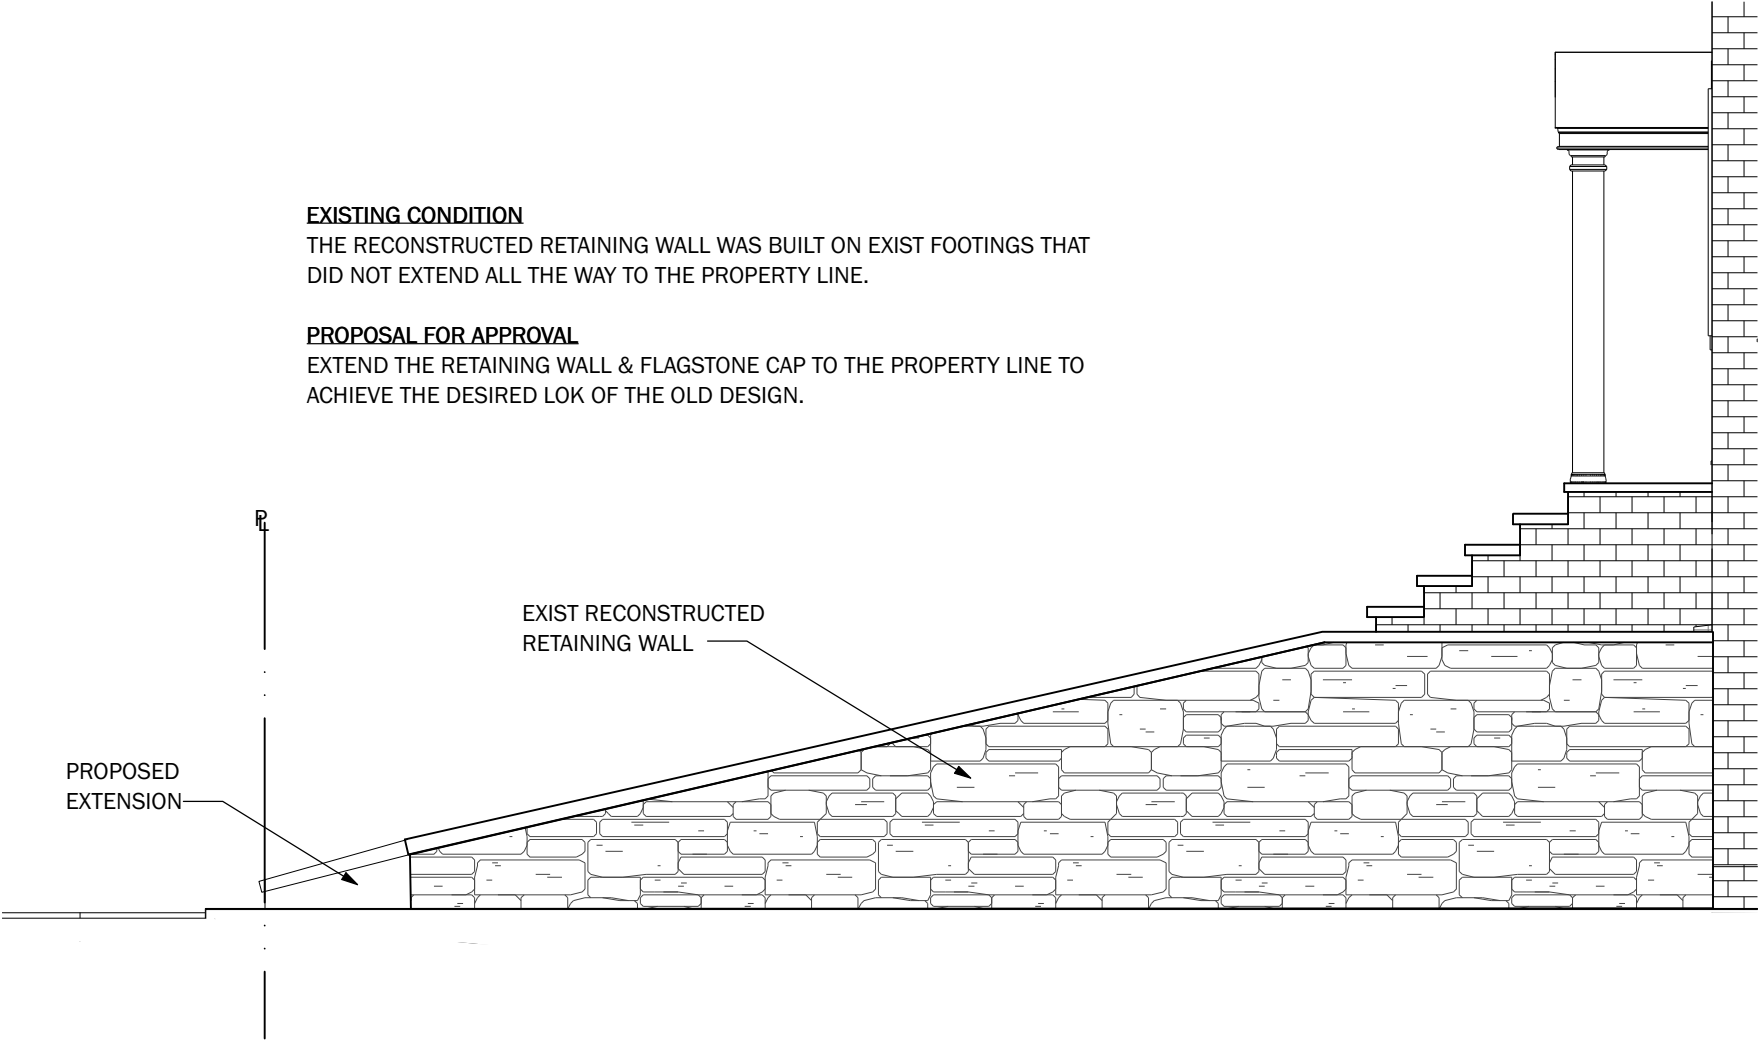 EXISTING CONDITION
THE RECONSTRUCTED RETAINING WALL WAS BUILT ON EXIST FOOTINGS THAT
DID NOT EXTEND ALL THE WAY TO THE PROPERTY LINE.
PROPOSAL FOR APPROVAL
EXTEND THE RETAINING WALL & FLAGSTONE CAP TO THE PROPERTY LINE TO
ACHIEVE THE DESIRED LOK OF THE OLD DESIGN.
PL
EXIST RECONSTRUCTED
RETAINING WALL
PROPOSED
EXTENSION